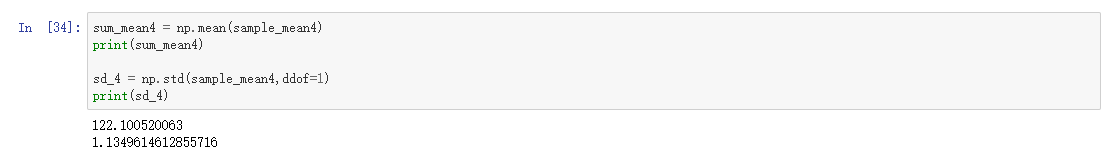 In [34]: sum_mean4 = np.mean(sample_mean4)
print(sum_mean4)
sd_4 = np.std(sample_mean4,ddof=1)
print(sd_4)
122.100520063
1.1349614612855716